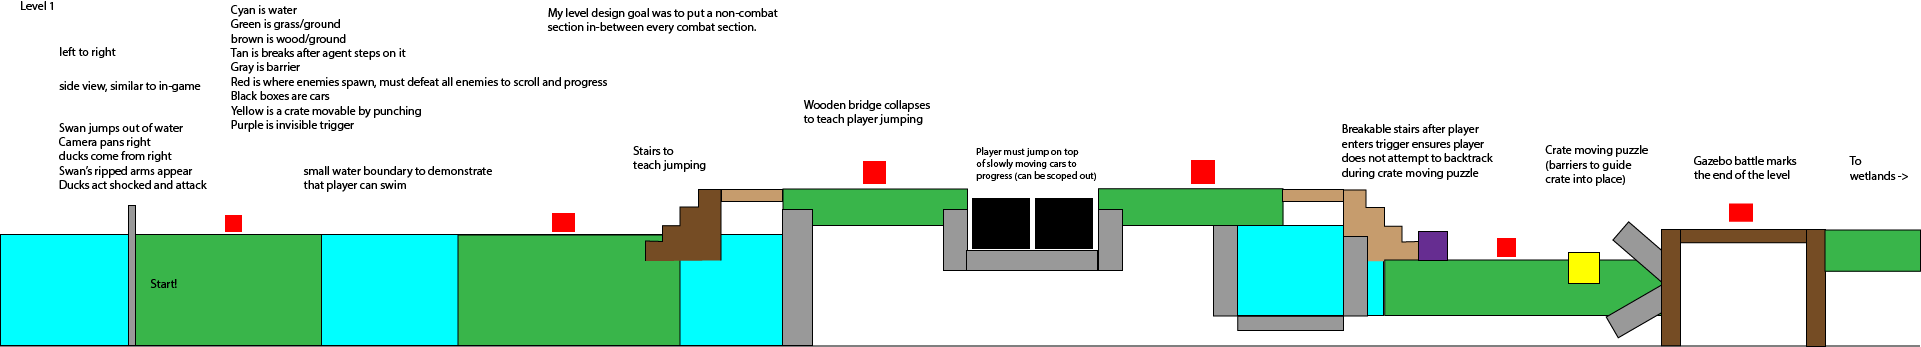 Level 1
left to right
side view, similar to in-game
Swan jumps out of water
Camera pans right
ducks come from right
Swan's ripped arms appear
Ducks act shocked and attack
Cyan is water
Green is grass/ground
brown is wood/ground
Tan is breaks after agent steps on it
Gray is barrier
Red is where enemies spawn, must defeat all enemies to scroll and progress
Black boxes are cars
Yellow is a crate movable by punching
Purple is invisible trigger
My level design goal was to put a non-combat
section in-between every combat section.
small water boundary to demonstrate
that player can swim
Start!
Stairs to
teach jumping
Wooden bridge collapses
to teach player jumping
Player must jump on top
of slowly moving cars to
progress (can be scoped out)
Breakable stairs after player
enters trigger ensures player
does not attempt to backtrack
during crate moving puzzle
Crate moving puzzle
(barriers to guide
crate into place)
Gazebo battle marks
the end of the level
To
wetlands ->